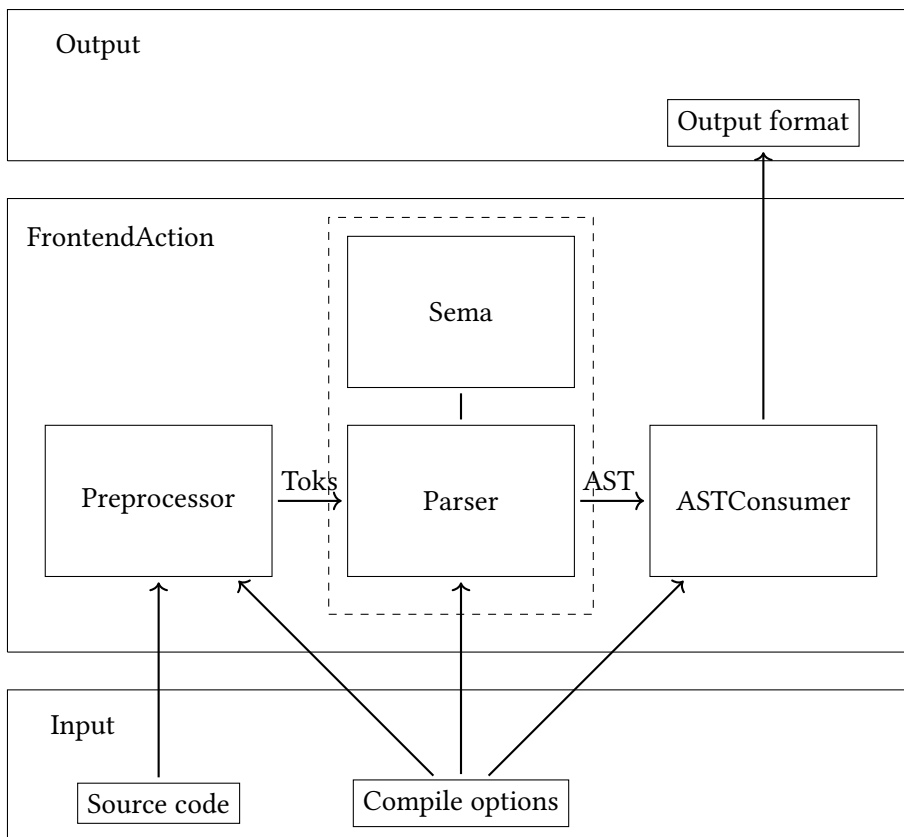 Output
Output format
FrontendAction
Sema
Toks
AST
Preprocessor
Parser
ASTConsumer
Input
Source code
Compile options